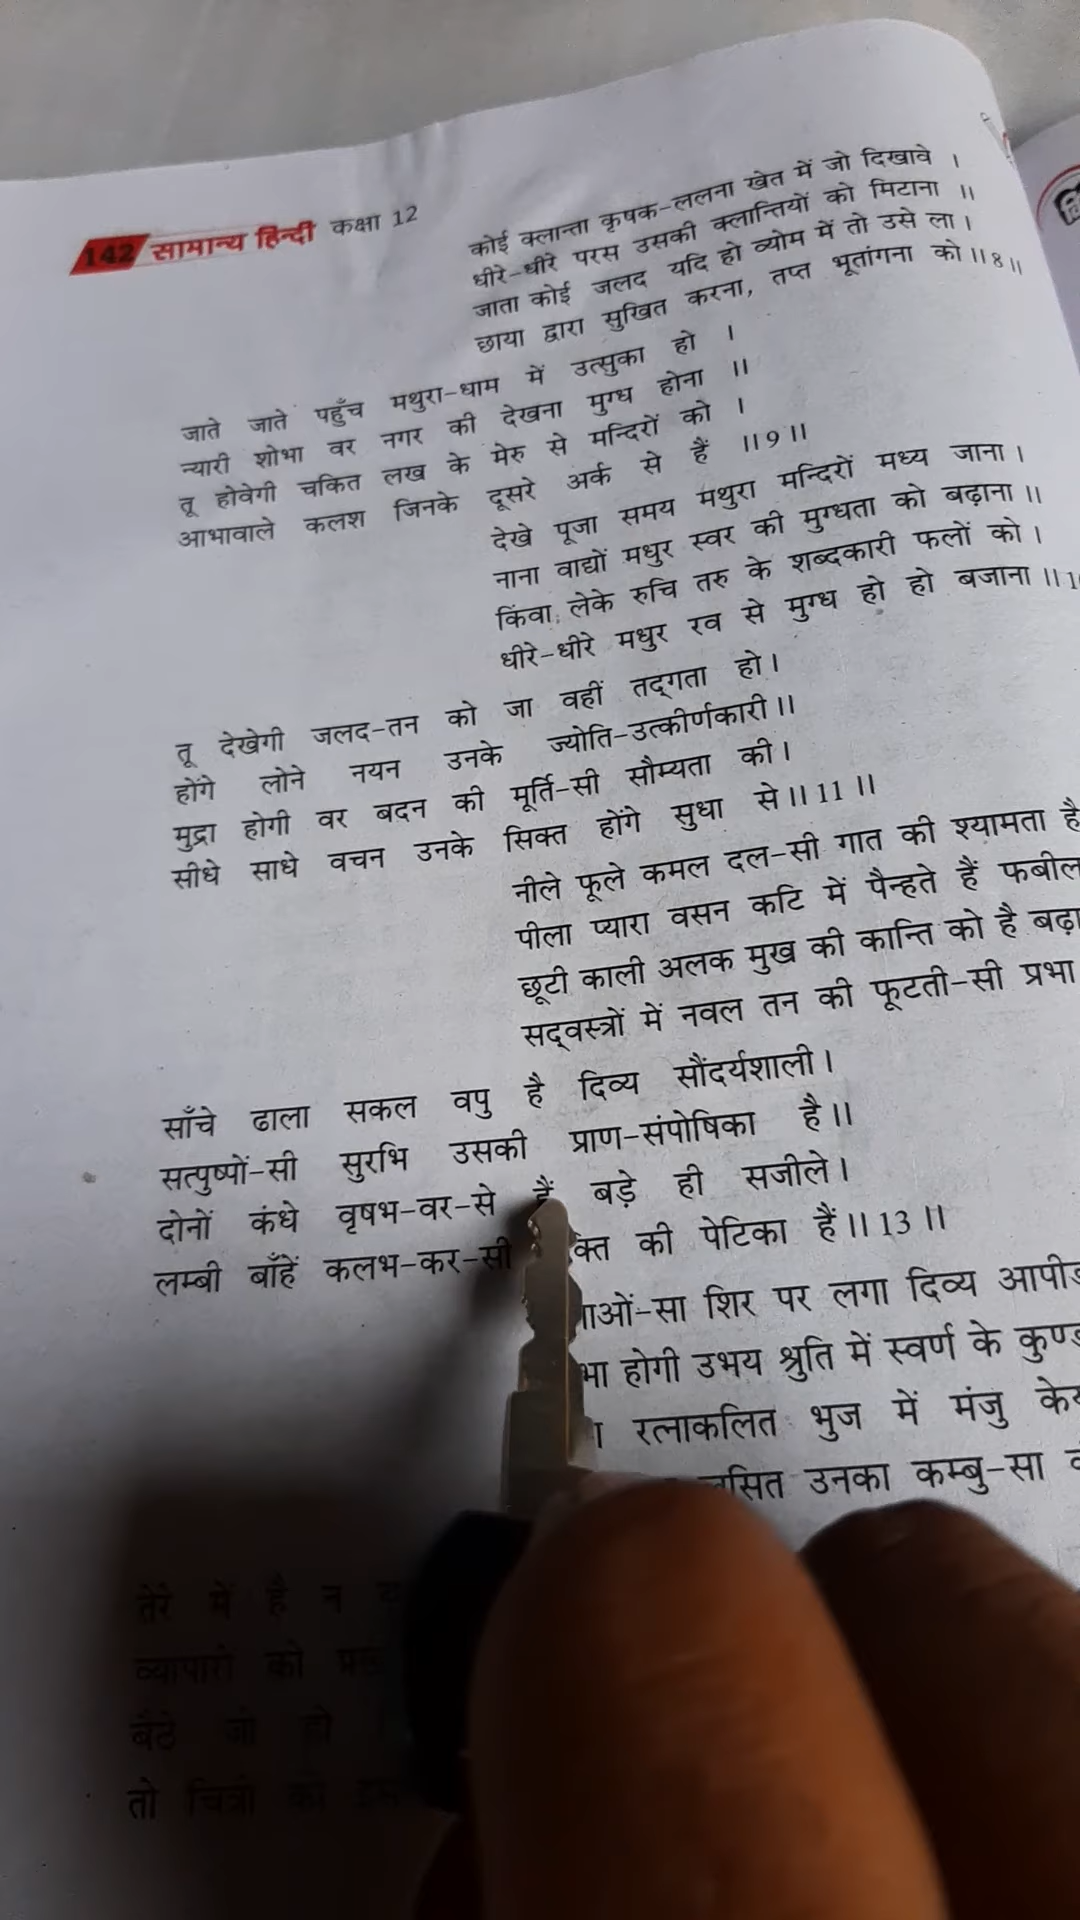 142 सामान्य हिन्दी कक्षा 12
कोई क्लान्ता कृषक-ललना खेत में जो दिखावे ।
धीरे-धीरे परस उसकी क्लान्तियों को मिटाना ॥
जाता कोई जलद यदि हो व्योम में तो उसे ला ।
छाया द्वारा सुखित करना, तप्त भूतांगना को ॥ 8 ॥
जाते जाते पहुँच मथुरा-धाम में उत्सुका हो ।
न्यारी शोभा वर नगर की देखना मुग्ध होना ॥
तू होवेगी चकित लख के मेरु से मन्दिरों को ।
आभावाले कलश जिनके दूसरे अर्क से हैं ॥ 9 ॥
देखे पूजा समय मथुरा मन्दिरों मध्य जाना ।
नाना वाद्यों मधुर स्वर की मुग्धता को बढ़ाना ॥
किंवा लेके रुचि तरु के शब्दकारी फलों को ।
धीरे-धीरे मधुर रव से मुग्ध हो हो बजाना ॥
तू देखेगी जलद-तन को जा वहीं तद्गता हो ।
होंगे लोने नयन उनके ज्योति-उत्कीर्णकारी ॥
मुद्रा होगी वर बदन की मूर्ति-सी सौम्यता की ।
सीधे साधे वचन उनके सिक्त होंगे सुधा से ॥ 11 ॥
नीले फूले कमल दल-सी गात की श्यामता है
पीला प्यारा वसन कटि में पैन्हते हैं
छूटी काली अलक मुख की कान्ति को है
सद्वस्त्रों में नवल तन की फूटती-सी प्रभा
साँचे ढाला सकल वपु है दिव्य सौंदर्यशाली ।
सत्पुष्पों-सी सुरभि उसकी प्राण-संपोषिका है ॥
दोनों कंधे वृषभ-वर-से हैं बड़े ही सजीले ।
लम्बी बाँहें कलभ-कर-सी की पेटिका हैं ॥ 13 ॥
शिर पर लगा दिव्य
होगी उभय श्रुति में स्वर्ण के
रत्नाकलित भुज में मंजु
उनका कम्बु-सा
तेरे में है न
व्यापारों को
बैठे जो हो
तो चित्रों को